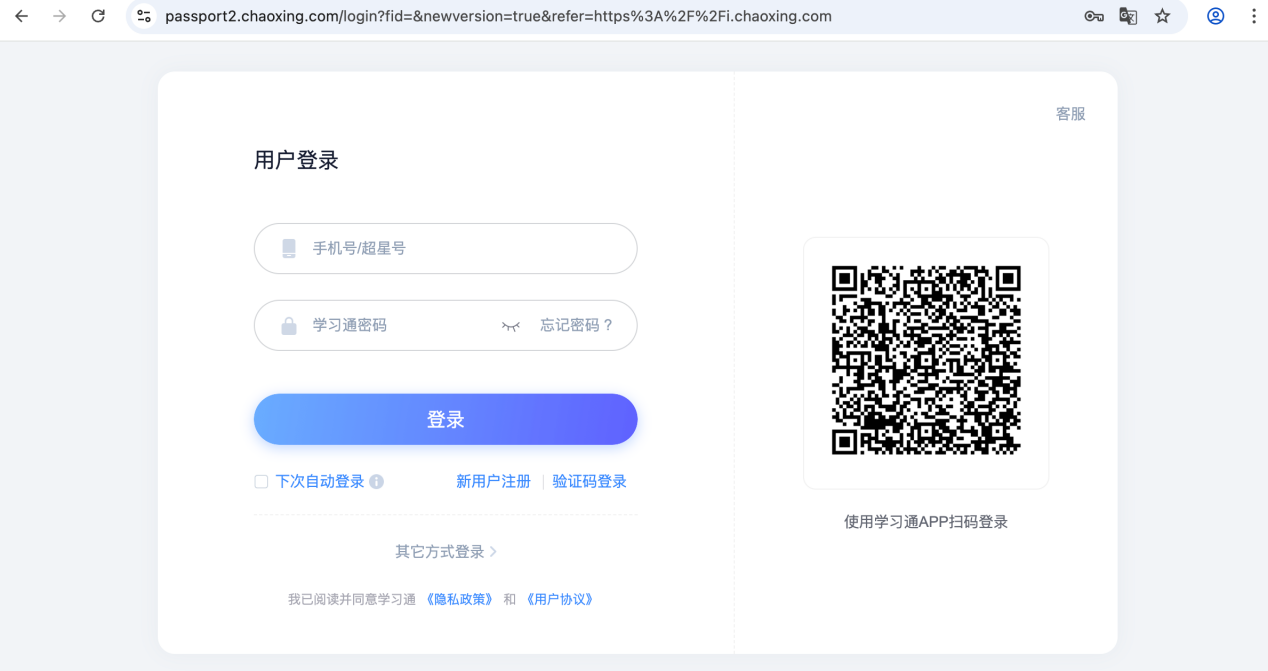 passport2.chaoxing.com/login?fid=&newversion=true&refer=https%3A%2F%2Fi.chaoxing.com
客服
用户登录
手机号/超星号
学习通密码 忘记密码？
登录
下次自动登录 新用户注册 验证码登录
使用学习通APP扫码登录
其它方式登录
我已阅读并同意学习通 《隐私政策》 和 《用户协议》